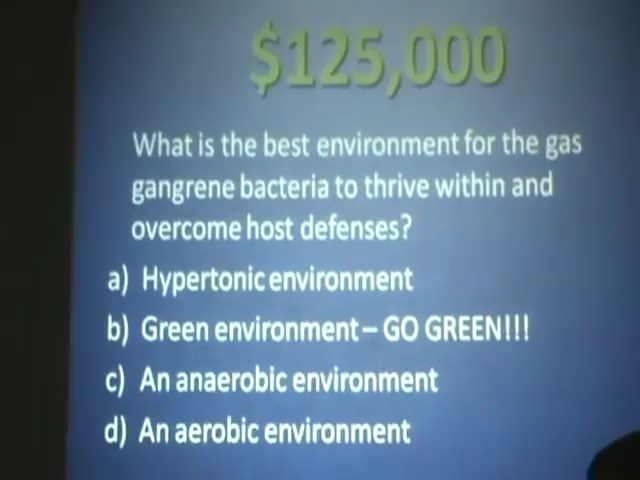 $125,000
What is the best environment for the gas
gangrene bacteria to thrive within and
overcome host defenses?
a) Hypertonic environment
b) Green environment – GO GREEN!!!
c) An anaerobic environment
d) An aerobic environment